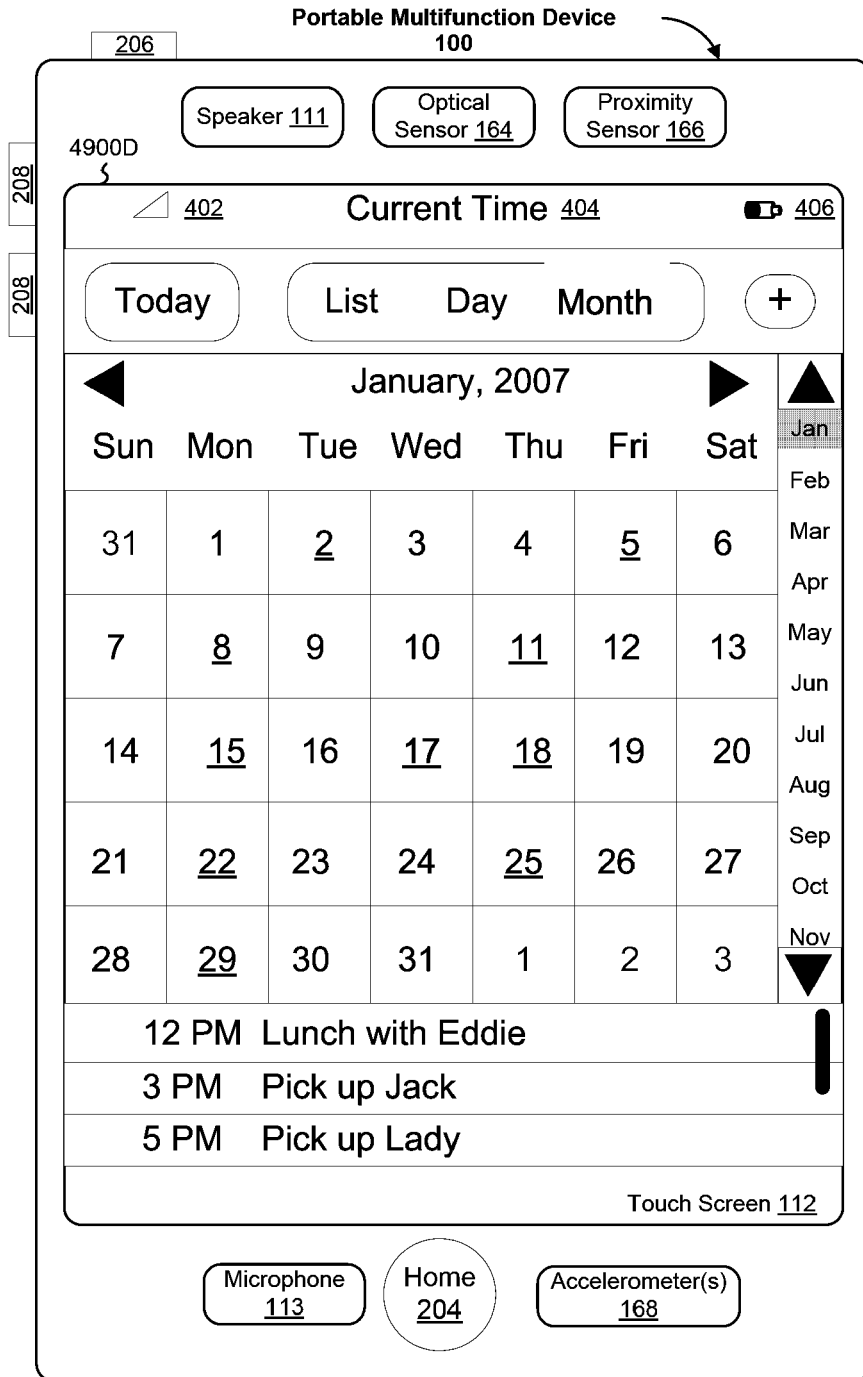 Portable Multifunction Device
100
206
Speaker 111
Optical
Sensor 164
Proximity
Sensor 166
4900D
208
208
402
Current Time 404
406
Today
List Day Month
+
January, 2007
Sun Mon Tue Wed Thu Fri Sat
31 1 2 3 4 5 6
7 8 9 10 11 12 13
14 15 16 17 18 19 20
21 22 23 24 25 26 27
28 29 30 31 1 2 3
Jan
Feb
Mar
Apr
May
Jun
Jul
Aug
Sep
Oct
Nov
12 PM Lunch with Eddie
3 PM Pick up Jack
5 PM Pick up Lady
Touch Screen 112
Microphone
113
Home
204
Accelerometer(s)
168